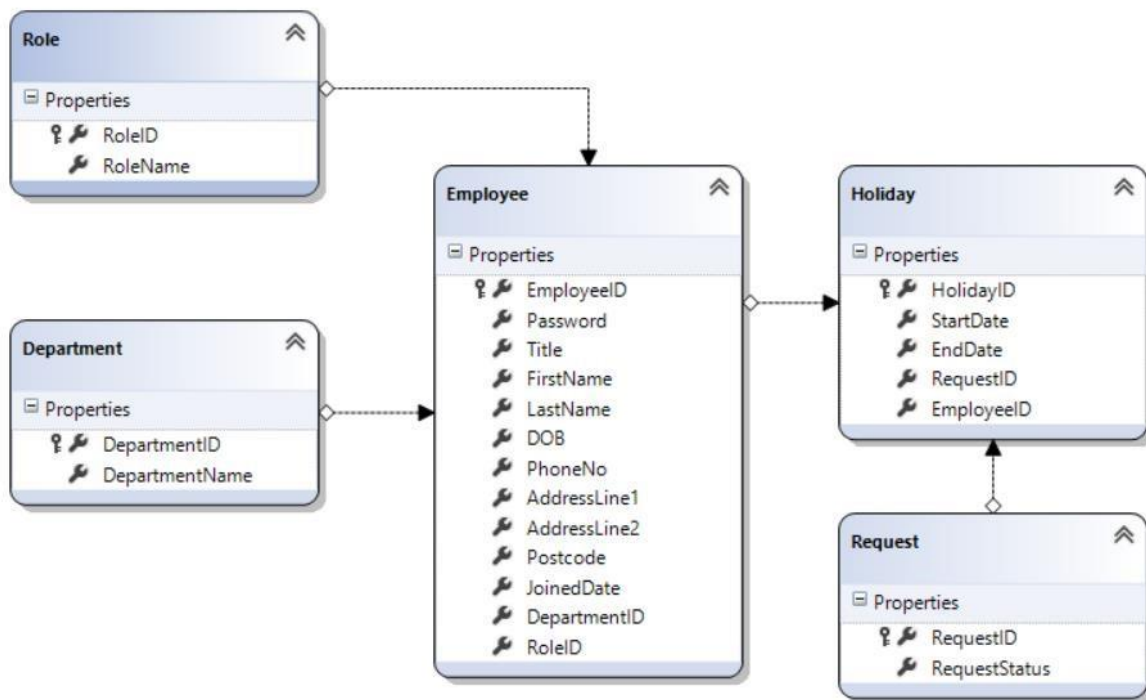 Role
Properties
RoleID
RoleName
Department
Properties
DepartmentID
DepartmentName
Employee
Properties
EmployeeID
Password
Title
FirstName
LastName
DOB
PhoneNo
AddressLine1
AddressLine2
Postcode
JoinedDate
DepartmentID
RoleID
Holiday
Properties
HolidayID
StartDate
EndDate
RequestID
EmployeeID
Request
Properties
RequestID
RequestStatus